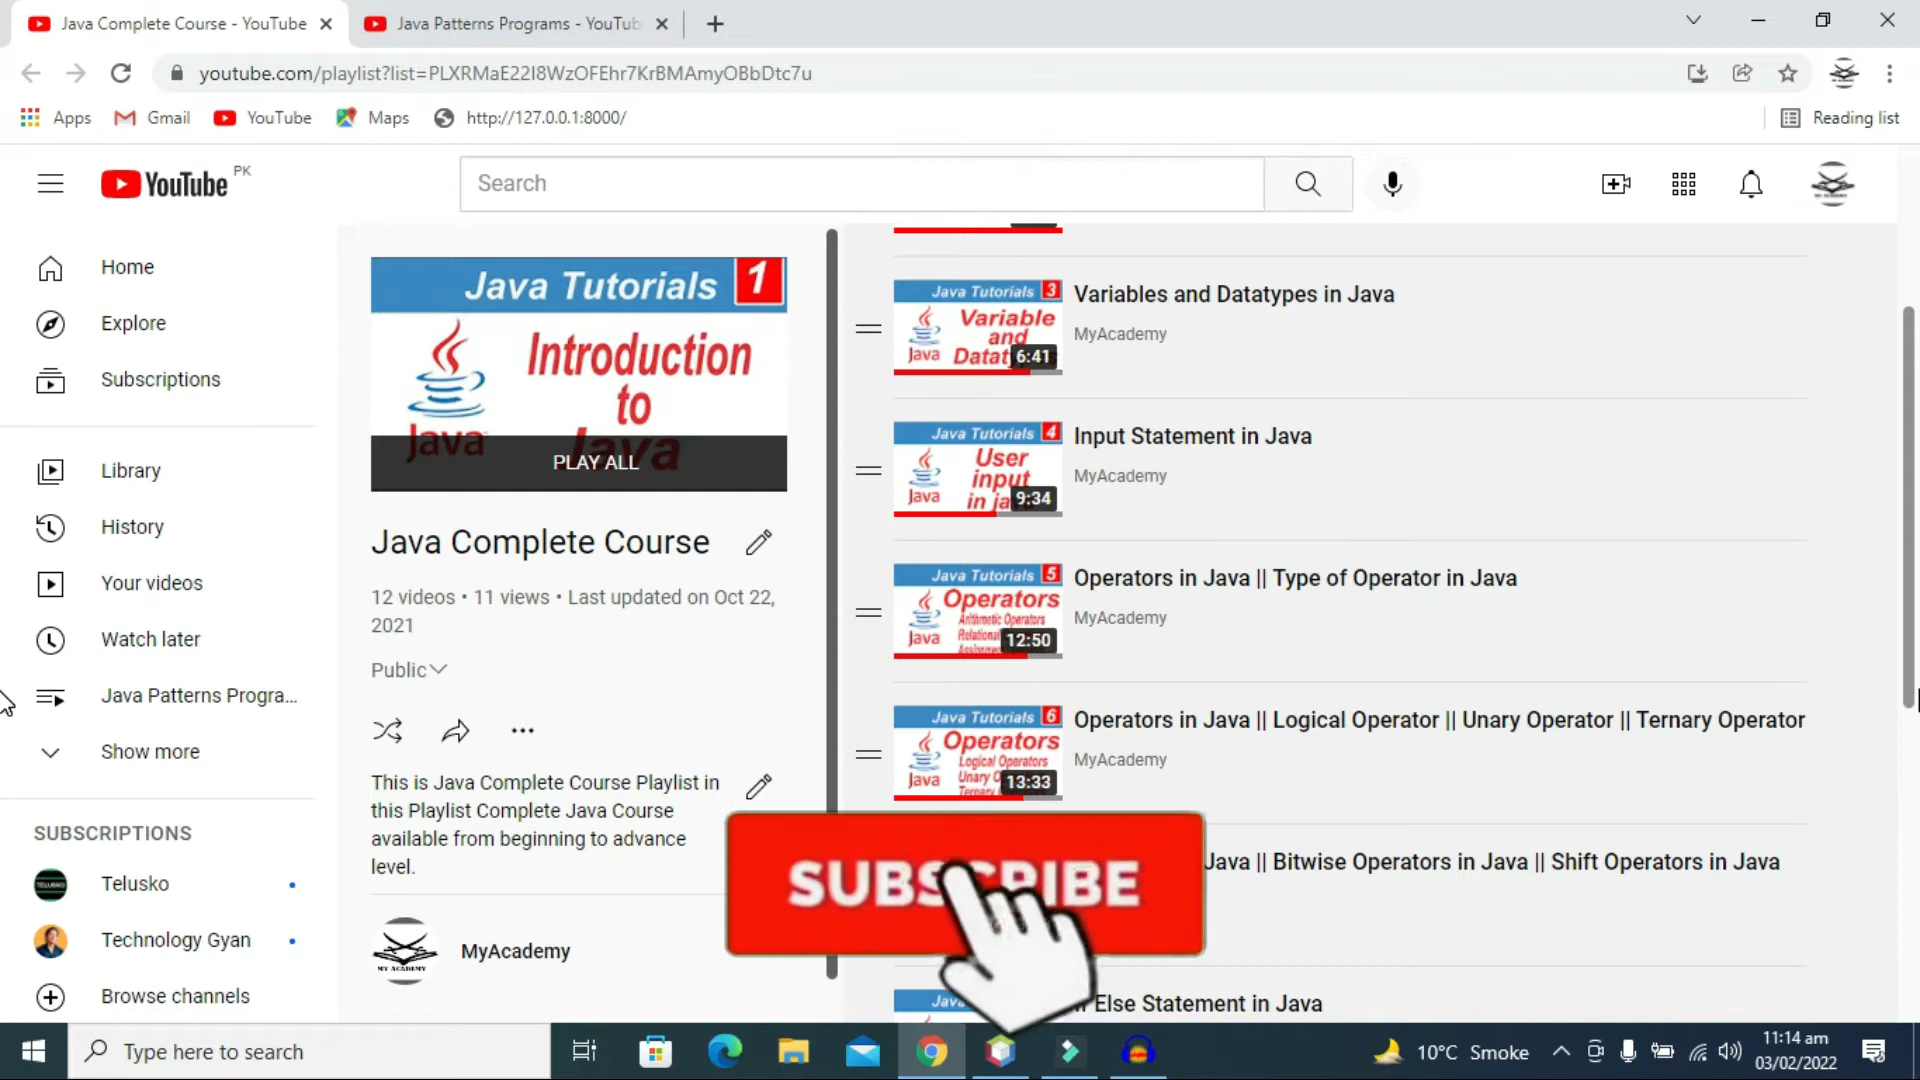 Java Complete Course - YouTube
Java Patterns Programs - YouTub
youtube.com/playlist?list=PLXRMaE22I8WzOFEhr7KrBMAmyOBbDtc7u
Apps
Gmail
YouTube
Maps
http://127.0.0.1:8000/
Reading list
YouTube PK
Search
Home
Explore
Subscriptions
Library
History
Your videos
Watch later
Java Patterns Progra...
Show more
SUBSCRIPTIONS
TELUSKO
Telusko
Technology Gyan
Browse channels
Java Tutorials 1
Introduction
to
Java
Java
PLAY ALL
Java Complete Course
12 videos • 11 views • Last updated on Oct 22,
2021
Public
This is Java Complete Course Playlist in
this Playlist Complete Java Course
available from beginning to advance
level.
MY ACADEMY
MyAcademy
Java Tutorials 3
Variable
and
Java
6:41
Variables and Datatypes in Java
MyAcademy
Java Tutorials 4
User
input
Java
9:34
Input Statement in Java
MyAcademy
Java Tutorials 5
Operators
Arithmetic Operators
Relational
Java
12:50
Operators in Java || Type of Operator in Java
MyAcademy
Java Tutorials 6
Operators
Logical Operators
Java
13:33
Operators in Java || Logical Operator || Unary Operator || Ternary Operator
MyAcademy
Java || Bitwise Operators in Java || Shift Operators in Java
SUBSCRIBE
Else Statement in Java
Type here to search
10°C Smoke
11:14 am
03/02/2022